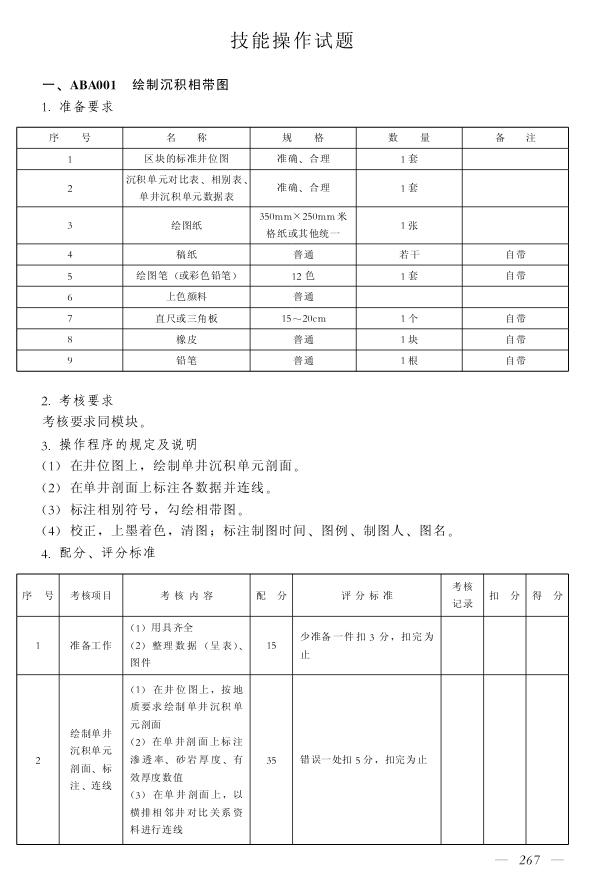 技能操作试题
一、ABA001 绘制沉积相带图
1. 准备要求
序 号 名 称 规 格 数 量 备 注
1 区块的标准井位图 准确、合理 1套
2 沉积单元对比表、相别表、 准确、合理 1套
单井沉积单元数据表
3 绘图纸 350mm×250mm米 1张
格纸或其他统一
4 稿纸 普通 若干 自带
5 绘图笔（或彩色铅笔） 12色 1套 自带
6 上色颜料 普通
7 直尺或三角板 15～20cm 1个 自带
8 橡皮 普通 1块 自带
9 铅笔 普通 1根 自带
2. 考核要求
考核要求同模块。
3. 操作程序的规定及说明
（1）在井位图上，绘制单井沉积单元剖面。
（2）在单井剖面上标注各数据并连线。
（3）标注相别符号，勾绘相带图。
（4）校正，上墨着色，清图；标注制图时间、图例、制图人、图名。
4. 配分、评分标准
序 号 考核项目 考 核 内 容 配 分 评 分 标 准 考核
记录 扣 分 得 分
1 准备工作 （1）用具齐全
（2）整理数据（呈表）、
图件 15 少准备一件扣3分，扣完为
止
2 绘制单井
沉积单元
剖面、标
注、连线
（1）在井位图上，按地
质要求绘制单井沉积单
元剖面
（2）在单井剖面上标注
渗透率、砂岩厚度、有
效厚度数值
（3）在单井剖面上，以
横排相邻井对比关系资
料进行连线
35 错误一处扣5分，扣完为止
— 267 —